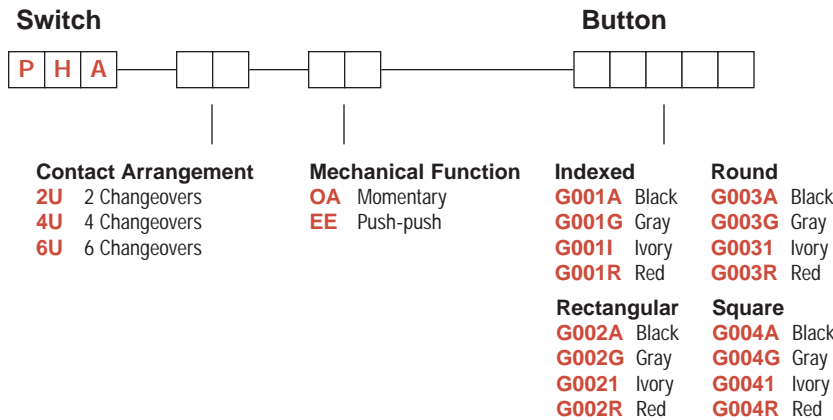 Switch
Button
P H A
Contact Arrangement
2U 2 Changeovers
4U 4 Changeovers
6U 6 Changeovers
Mechanical Function
OA Momentary
EE Push-push
Indexed
G001A Black
G001G Gray
G001I Ivory
G001R Red
Round
G003A Black
G003G Gray
G0031 Ivory
G003R Red
Rectangular
G002A Black
G002G Gray
G0021 Ivory
G002R Red
Square
G004A Black
G004G Gray
G0041 Ivory
G004R Red